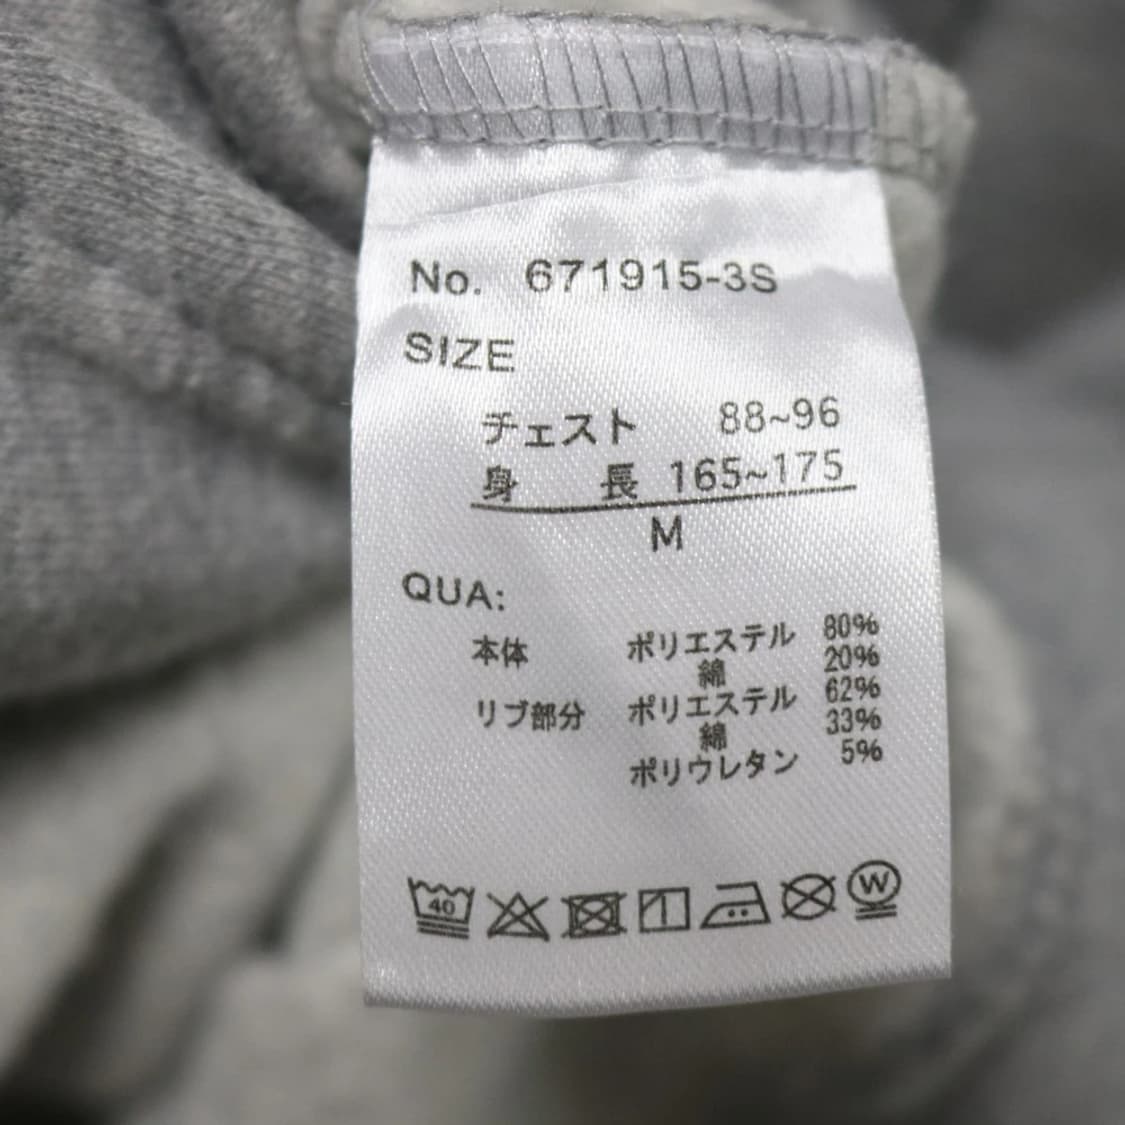 No. 671915-3S
SIZE
チェスト 88~96
身長 165~175
M
QUA:
本体 ポリエステル 80%
綿 20%
リブ部分 ポリエステル 62%
綿 33%
ポリウレタン 5%
40 W